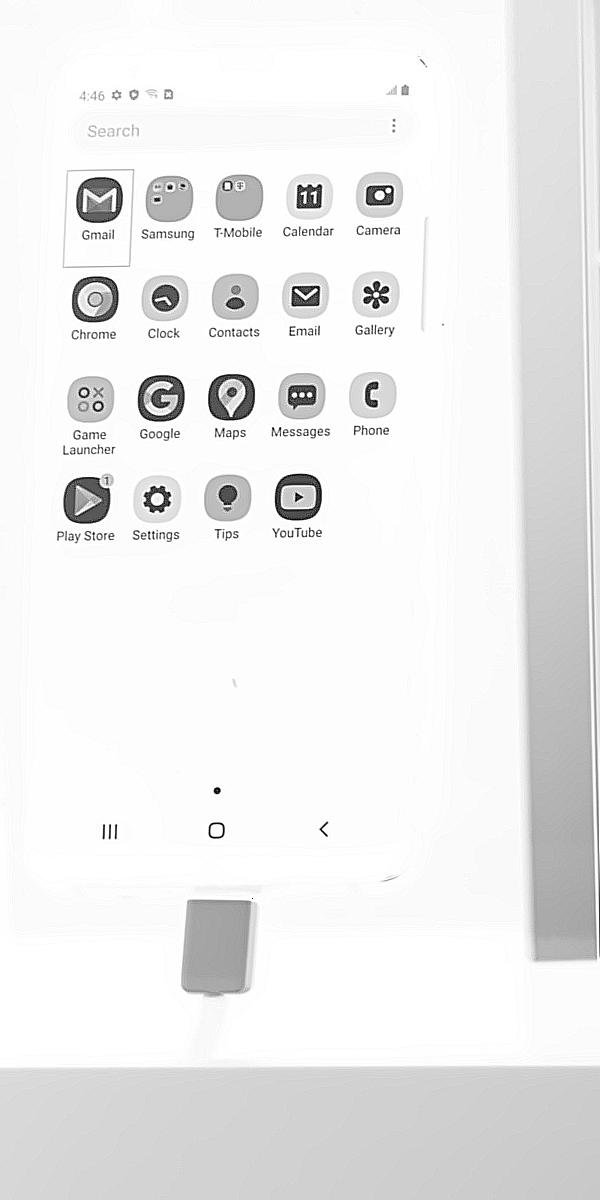 4:46
Search
Gmail Samsung T-Mobile Calendar Camera
11
Chrome Clock Contacts Email Gallery
Game Launcher Google Maps Messages Phone
1
Play Store Settings Tips YouTube